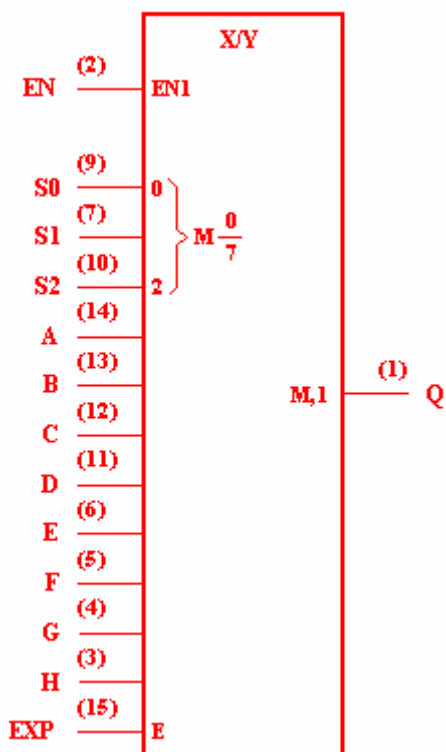 X/Y
(2)
EN EN1
(9)
S0 0
(7)
S1 M 0/7
(10)
S2 2
(14)
A
(13)
B
(1)
M,1 Q
(12)
C
(11)
D
(6)
E
(5)
F
(4)
G
(3)
H
(15)
EXP E